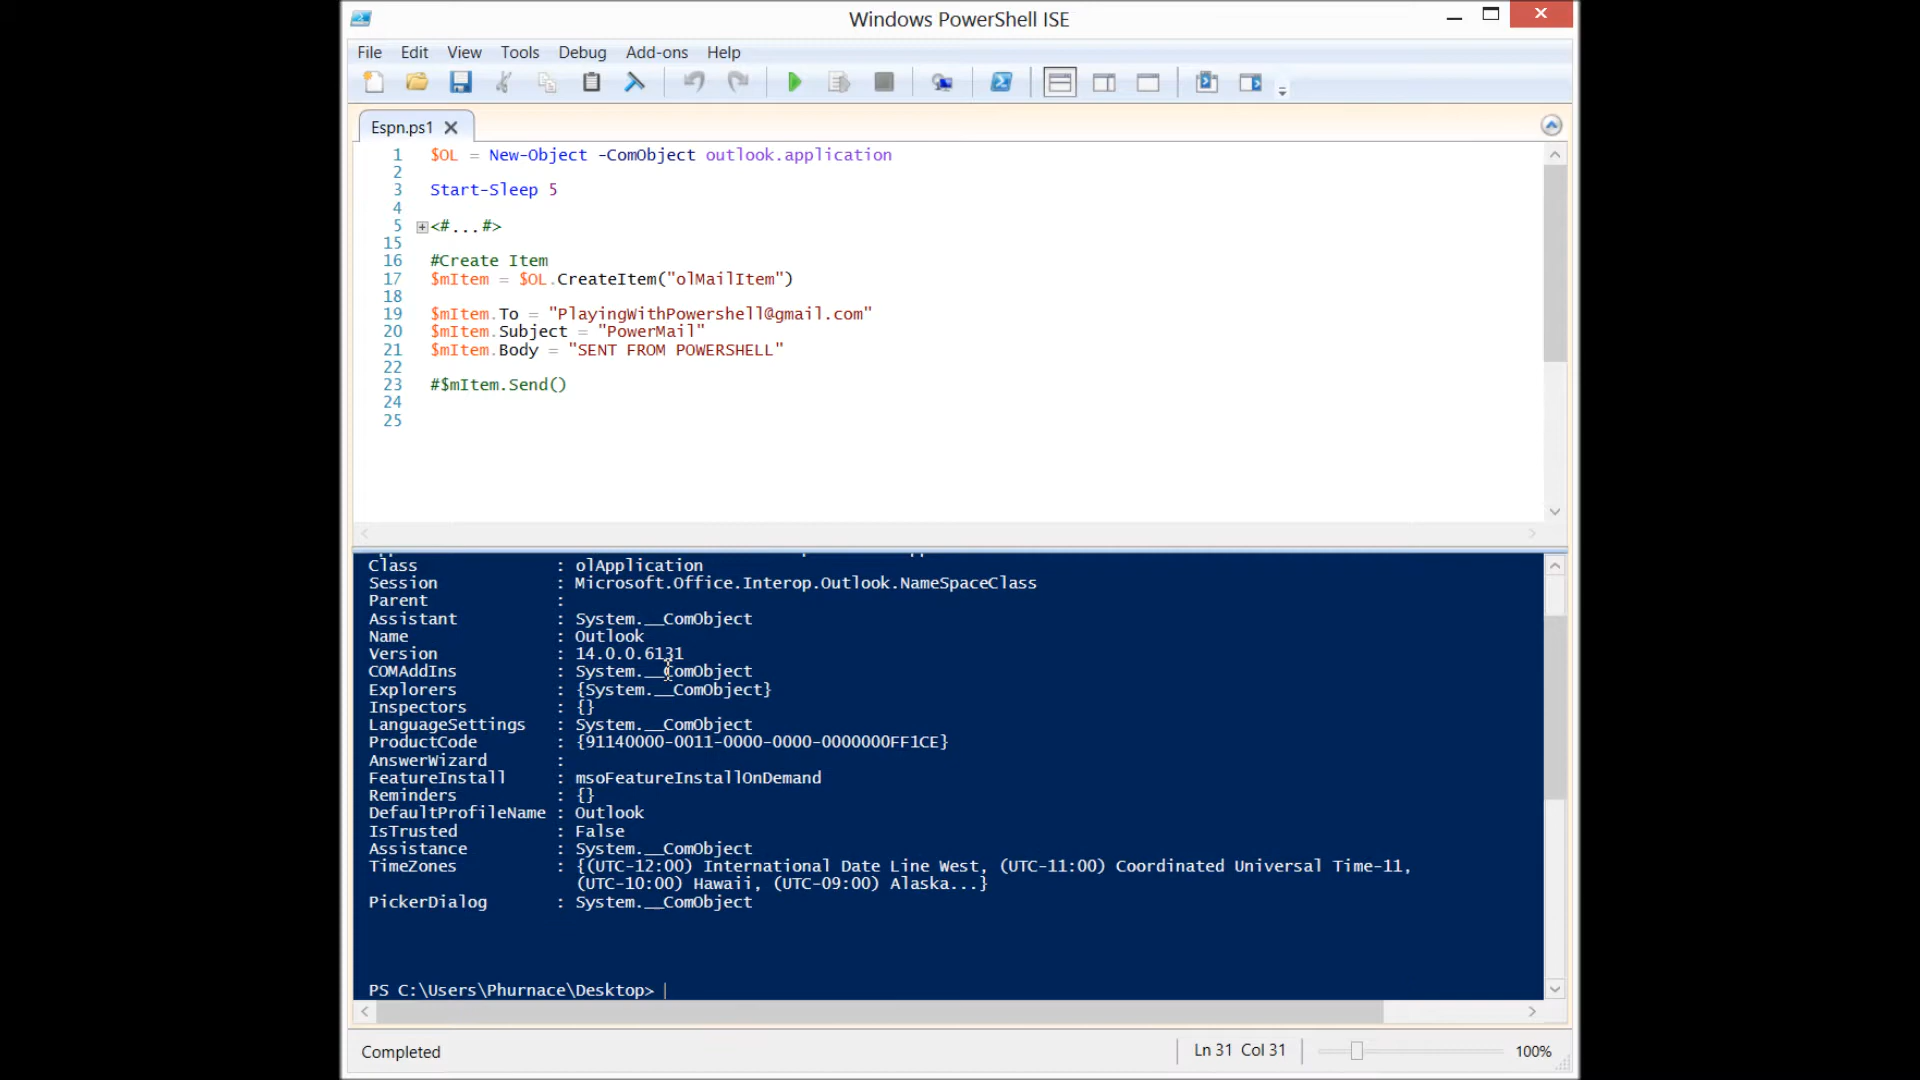 Windows PowerShell ISE
File Edit View Tools Debug Add-ons Help
Espn.ps1
1 $OL = New-Object -ComObject outlook.application
2
3 Start-Sleep 5
4
5 <#...#>
15
16 #Create Item
17 $mItem = $OL.CreateItem("olMailItem")
18
19 $mItem.To = "PlayingWithPowershell@gmail.com"
20 $mItem.Subject = "PowerMail"
21 $mItem.Body = "SENT FROM POWERSHELL"
22
23 #$mItem.Send()
24
25
Class : olApplication
Session : Microsoft.Office.Interop.Outlook.NameSpaceClass
Parent :
Assistant : System.__ComObject
Name : Outlook
Version : 14.0.0.6131
COMAddIns : System.__ComObject
Explorers : {System.__ComObject}
Inspectors : {}
LanguageSettings : System.__ComObject
ProductCode : {91140000-0011-0000-0000-0000000FF1CE}
AnswerWizard :
FeatureInstall : msoFeatureInstallOnDemand
Reminders : {}
DefaultProfileName : Outlook
IsTrusted : False
Assistance : System.__ComObject
TimeZones : {(UTC-12:00) International Date Line West, (UTC-11:00) Coordinated Universal Time-11,
(UTC-10:00) Hawaii, (UTC-09:00) Alaska...}
PickerDialog : System.__ComObject
PS C:\Users\Phurnace\Desktop>
Completed Ln 31 Col 31 100%